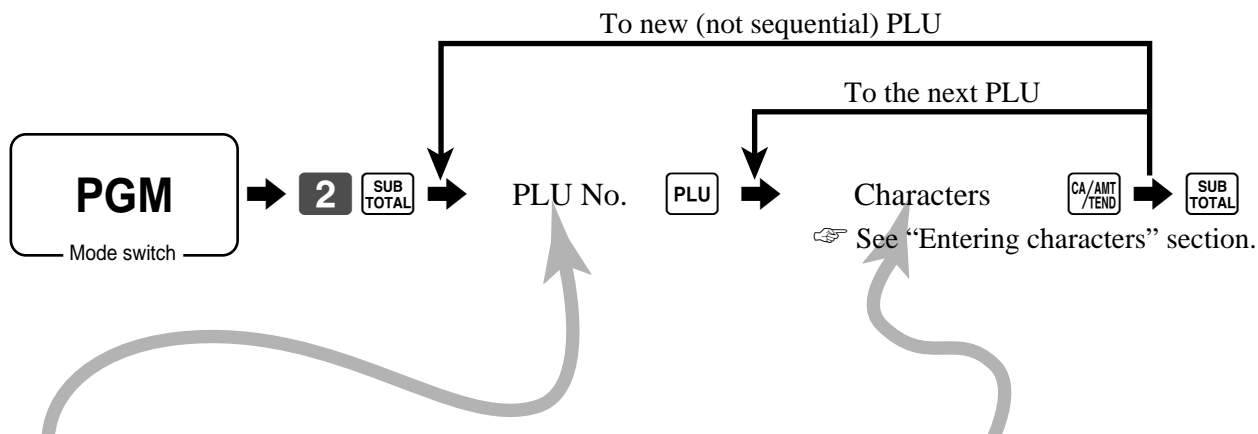 To new (not sequential) PLU
To the next PLU
PGM
Mode switch
2 SUB TOTAL
PLU No. PLU
Characters CA/AMT/TEND SUB TOTAL
☞ See “Entering characters” section.